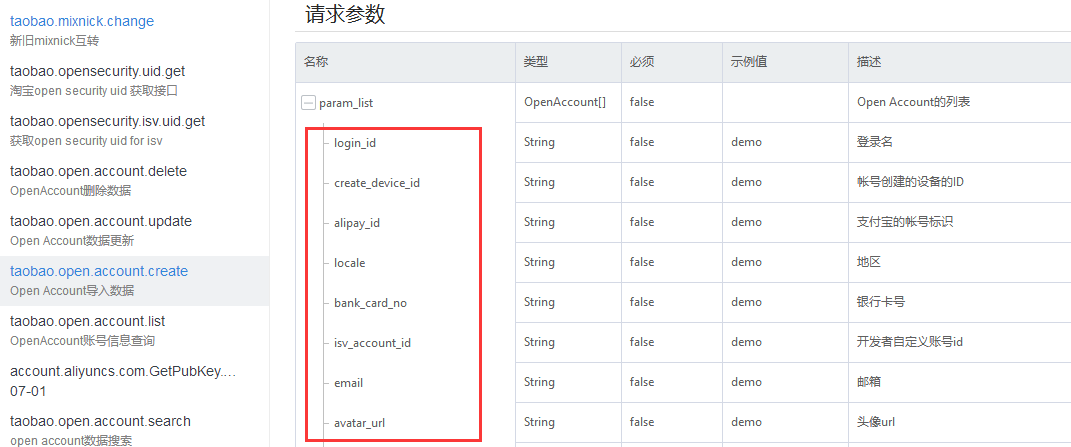 taobao.mixnick.change
新旧mixnick互转
taobao.opensecurity.uid.get
淘宝open security uid 获取接口
taobao.opensecurity.isv.uid.get
获取open security uid for isv
taobao.open.account.delete
OpenAccount删除数据
taobao.open.account.update
Open Account数据更新
taobao.open.account.create
Open Account导入数据
taobao.open.account.list
OpenAccount账号信息查询
account.aliyuncs.com.GetPubKey.…
07-01
taobao.open.account.search
open account数据搜索
请求参数
名称 类型 必须 示例值 描述
param_list OpenAccount[] false Open Account的列表
login_id String false demo 登录名
create_device_id String false demo 帐号创建的设备的ID
alipay_id String false demo 支付宝的帐号标识
locale String false demo 地区
bank_card_no String false demo 银行卡号
isv_account_id String false demo 开发者自定义账号id
email String false demo 邮箱
avatar_url String false demo 头像url